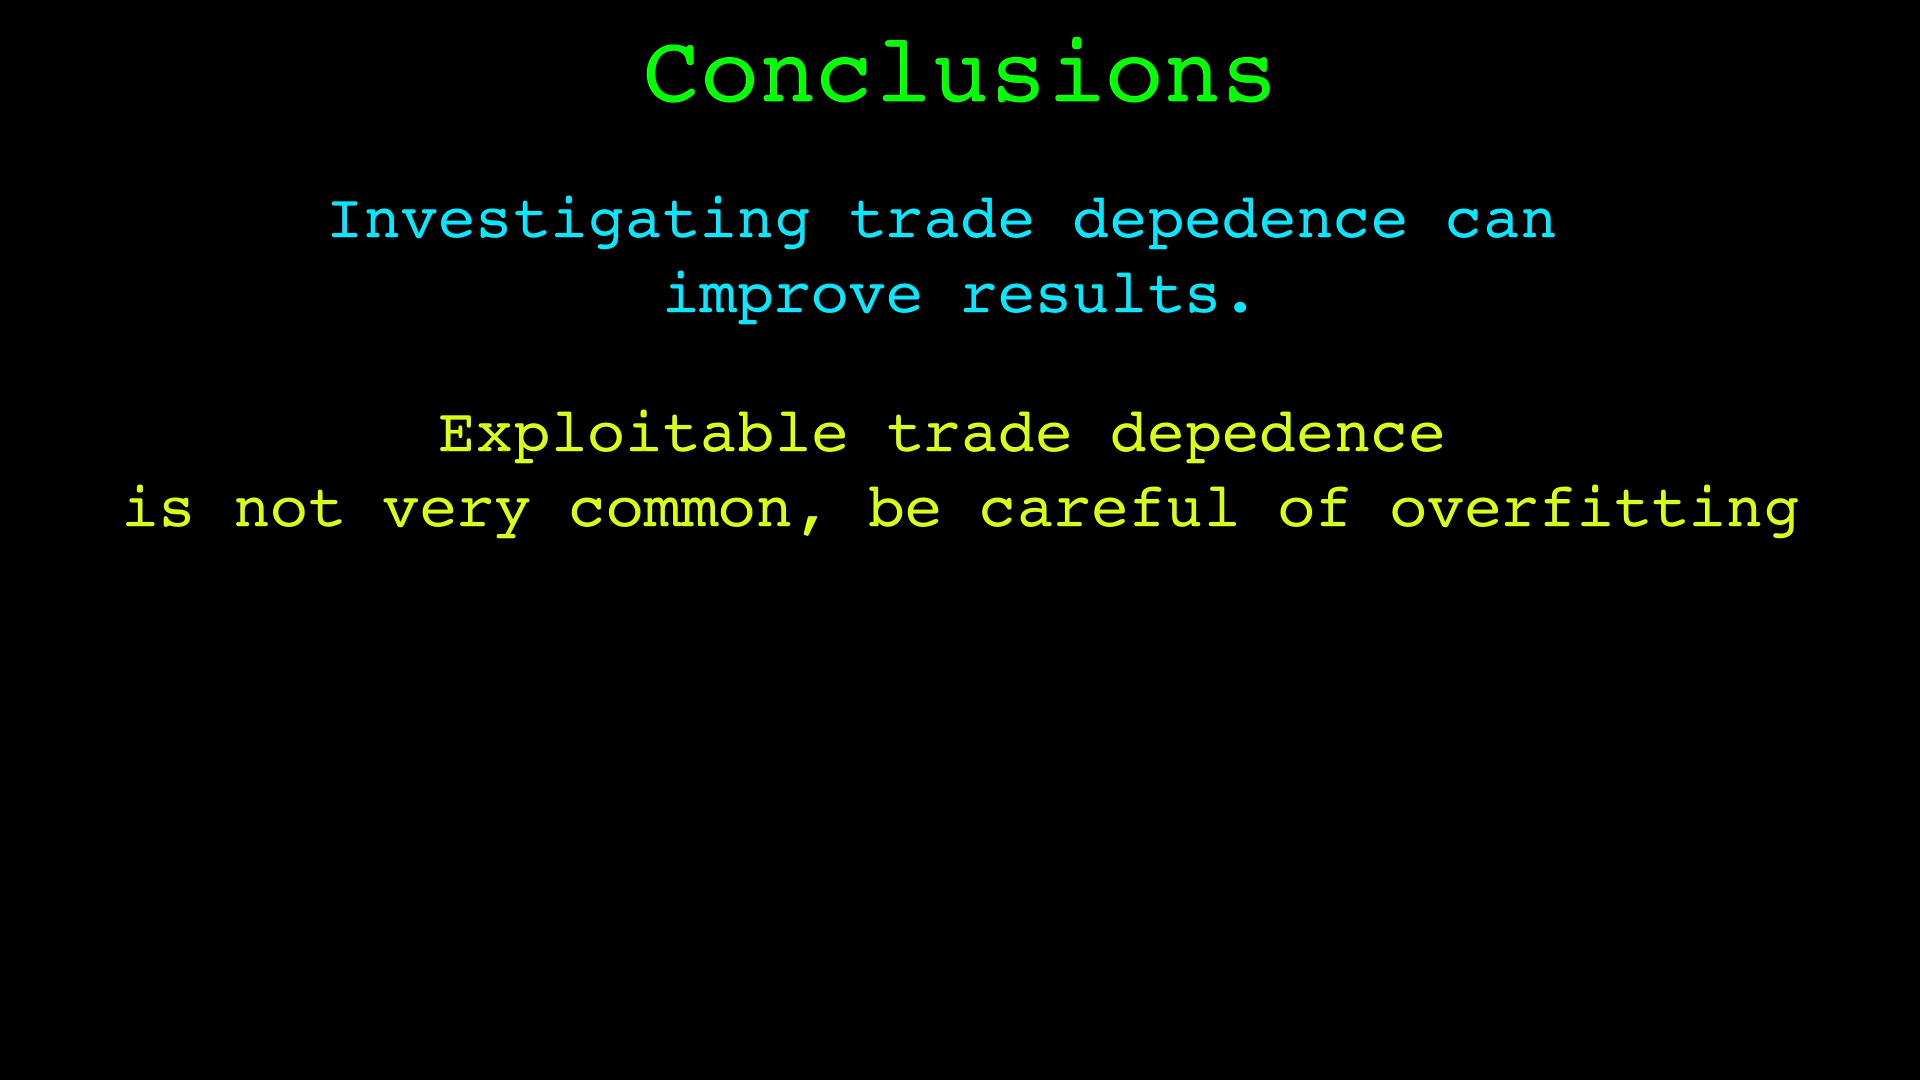 Conclusions
Investigating trade depedence can
improve results.
Exploitable trade depedence
is not very common, be careful of overfitting